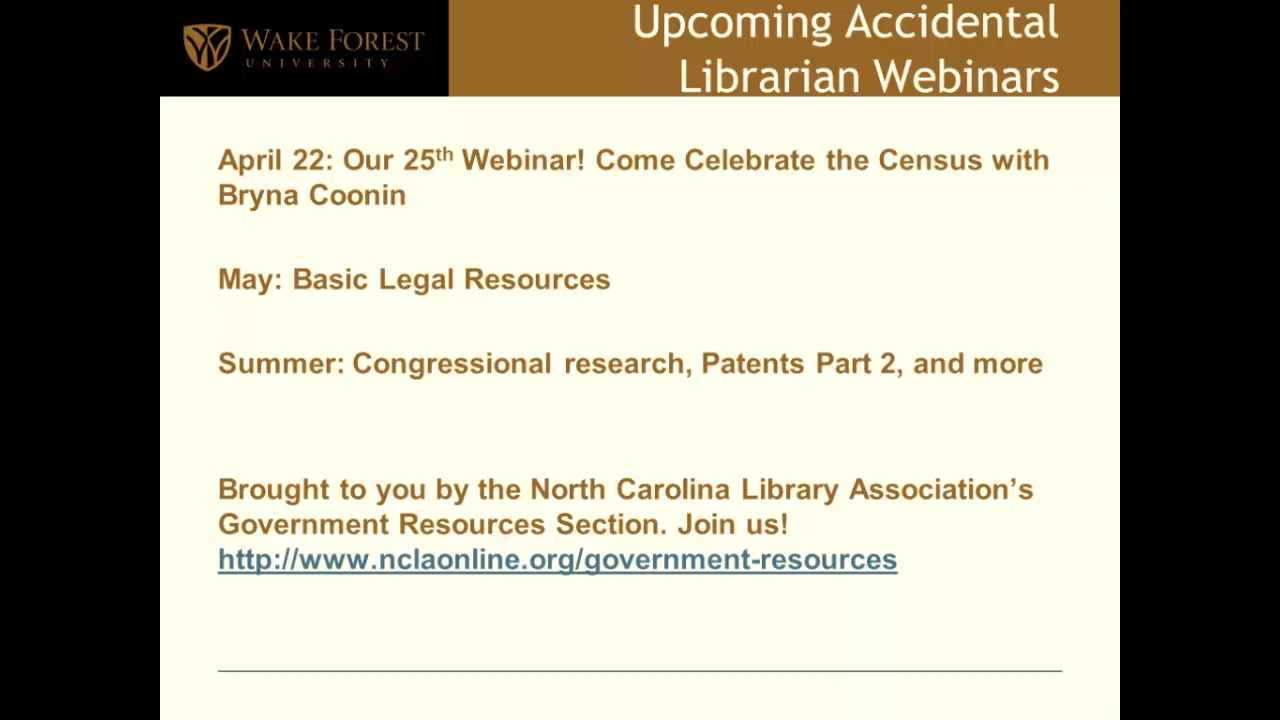 WAKE FOREST
UNIVERSITY
Upcoming Accidental
Librarian Webinars
April 22: Our 25th Webinar! Come Celebrate the Census with
Bryna Coonin
May: Basic Legal Resources
Summer: Congressional research, Patents Part 2, and more
Brought to you by the North Carolina Library Association’s
Government Resources Section. Join us!
http://www.nclaonline.org/government-resources